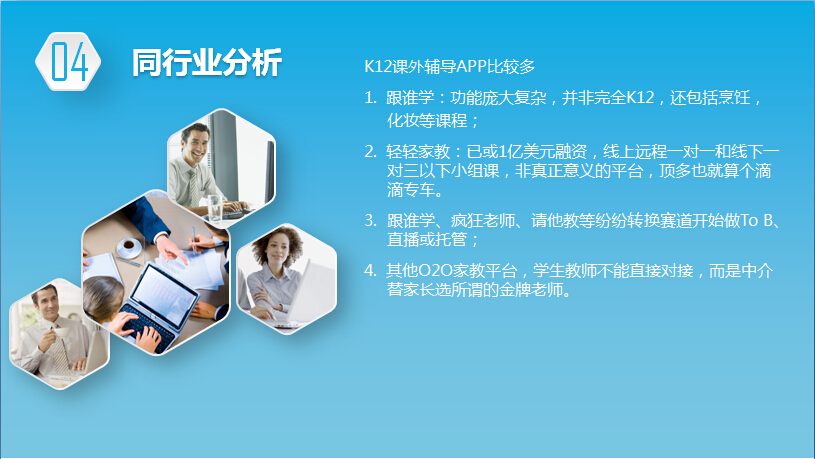 04
同行业分析
K12课外辅导APP比较多
1. 跟谁学：功能庞大复杂，并非完全K12，还包括烹饪，
化妆等课程；
2. 轻轻家教：已或1亿美元融资，线上远程一对一和线下一
对三以下小组课，非真正意义的平台，顶多也就算个滴
滴专车。
3. 跟谁学、疯狂老师、请他教等纷纷转换赛道开始做To B、
直播或托管；
4. 其他O2O家教平台，学生教师不能直接对接，而是中介
替家长选所谓的金牌老师。